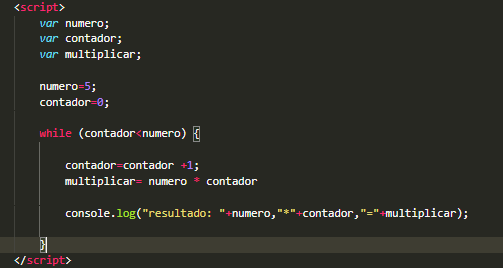 <script>
var numero;
var contador;
var multiplicar;
numero=5;
contador=0;
while (contador<numero) {
contador=contador +1;
multiplicar= numero * contador
console.log("resultado: "+numero,"*"+contador,"="+multiplicar);
}
</script>